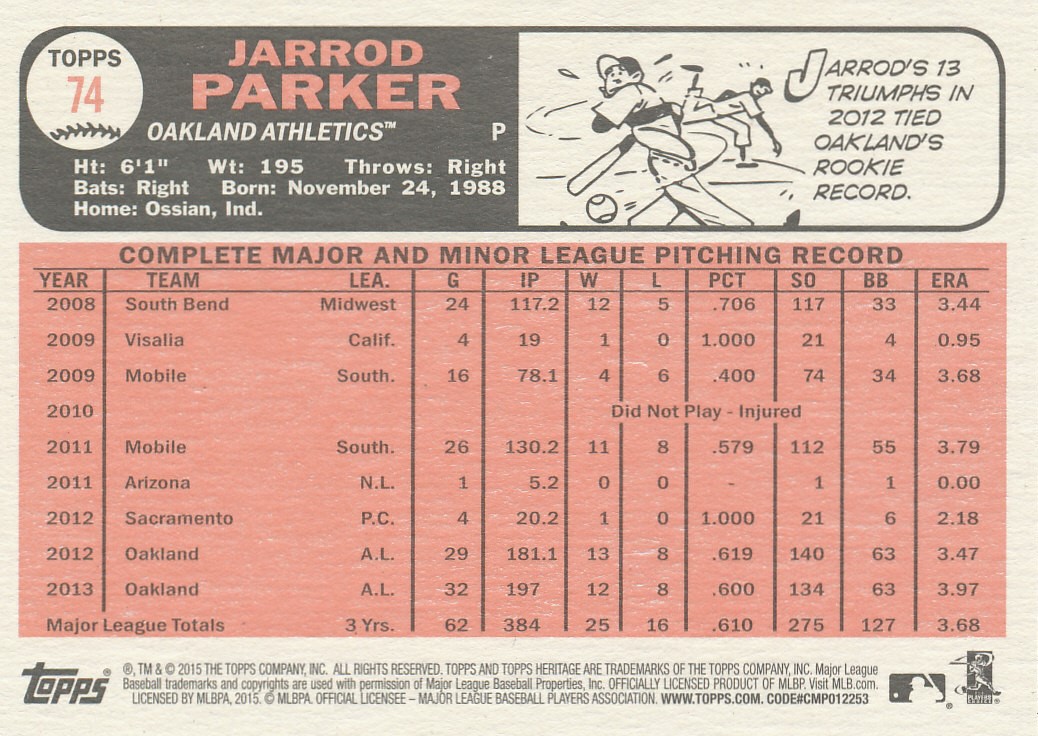 TOPPS
74
JARROD
PARKER
OAKLAND ATHLETICS™ P
Ht: 6'1" Wt: 195 Throws: Right
Bats: Right Born: November 24, 1988
Home: Ossian, Ind.
JARROD'S 13
TRIUMPHS IN
2012 TIED
OAKLAND'S
ROOKIE
RECORD.
COMPLETE MAJOR AND MINOR LEAGUE PITCHING RECORD
YEAR TEAM LEA. G IP W L PCT SO BB ERA
2008 South Bend Midwest 24 117.2 12 5 .706 117 33 3.44
2009 Visalia Calif. 4 19 1 0 1.000 21 4 0.95
2009 Mobile South. 16 78.1 4 6 .400 74 34 3.68
2010 Did Not Play - Injured
2011 Mobile South. 26 130.2 11 8 .579 112 55 3.79
2011 Arizona N.L. 1 5.2 0 0 - 1 1 0.00
2012 Sacramento P.C. 4 20.2 1 0 1.000 21 6 2.18
2012 Oakland A.L. 29 181.1 13 8 .619 140 63 3.47
2013 Oakland A.L. 32 197 12 8 .600 134 63 3.97
Major League Totals 3 Yrs. 62 384 25 16 .610 275 127 3.68
Topps®
®, TM & © 2015 THE TOPPS COMPANY, INC. ALL RIGHTS RESERVED. TOPPS AND TOPPS HERITAGE ARE TRADEMARKS OF THE TOPPS COMPANY, INC. Major League
Baseball trademarks and copyrights are used with permission of Major League Baseball Properties, Inc. OFFICIALLY LICENSED PRODUCT OF MLBP. Visit MLB.com.
LICENSED BY MLBPA, 2015. © MLBPA. OFFICIAL LICENSEE – MAJOR LEAGUE BASEBALL PLAYERS ASSOCIATION. WWW.TOPPS.COM. CODE#CMP012253